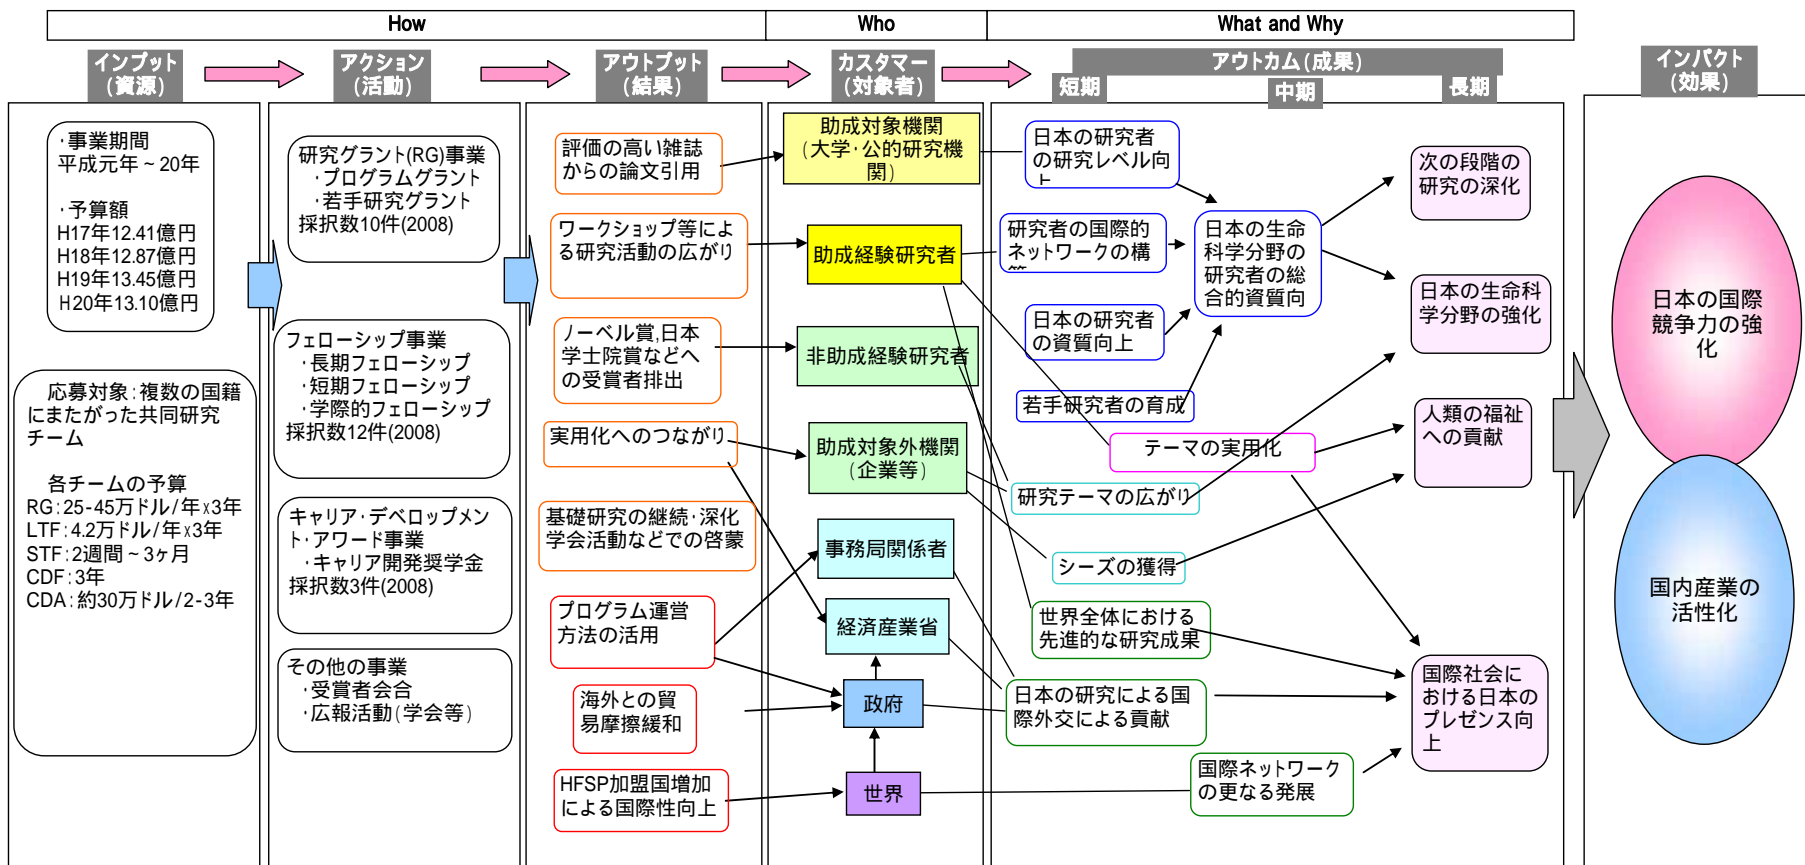 How
Who
What and Why
インプット
(資源)
アクション
(活動)
アウトプット
(結果)
カスタマー
(対象者)
アウトカム(成果)
短期
中期
長期
インパクト
(効果)
・事業期間
平成元年～20年
・予算額
H17年12.41億円
H18年12.87億円
H19年13.45億円
H20年13.10億円
応募対象:複数の国籍
にまたがった共同研究
チーム
各チームの予算
RG:25-45万ドル/年x3年
LTF:4.2万ドル/年x3年
STF:2週間～3ヶ月
CDF:3年
CDA:約30万ドル/2-3年
研究グラント(RG)事業
・プログラムグラント
・若手研究グラント
採択数10件(2008)
フェローシップ事業
・長期フェローシップ
・短期フェローシップ
・学際的フェローシップ
採択数12件(2008)
キャリア・デベロップメン
ト・アワード事業
・キャリア開発奨学金
採択数3件(2008)
その他の事業
・受賞者会合
・広報活動(学会等)
評価の高い雑誌
からの論文引用
ワークショップ等によ
る研究活動の広がり
ノーベル賞,日本
学士院賞などへ
の受賞者排出
実用化へのつながり
基礎研究の継続・深化
学会活動などでの啓蒙
プログラム運営
方法の活用
海外との貿
易摩擦緩和
HFSP加盟国増加
による国際性向上
助成対象機関
(大学・公的研究機
関)
助成経験研究者
非助成経験研究者
助成対象外機関
(企業等)
事務局関係者
経済産業省
政府
世界
日本の研究者
の研究レベル向
上
研究者の国際的
ネットワークの構
日本の研究者
の資質向上
若手研究者の育成
テーマの実用化
研究テーマの広がり
シーズの獲得
世界全体における
先進的な研究成果
日本の研究による国
際外交による貢献
国際ネットワーク
の更なる発展
日本の生命
科学分野の
研究者の総
合的資質向
次の段階の
研究の深化
日本の生命科
学分野の強化
人類の福祉
への貢献
国際社会に
おける日本の
プレゼンス向
上
日本の国際
競争力の強
化
国内産業の
活性化